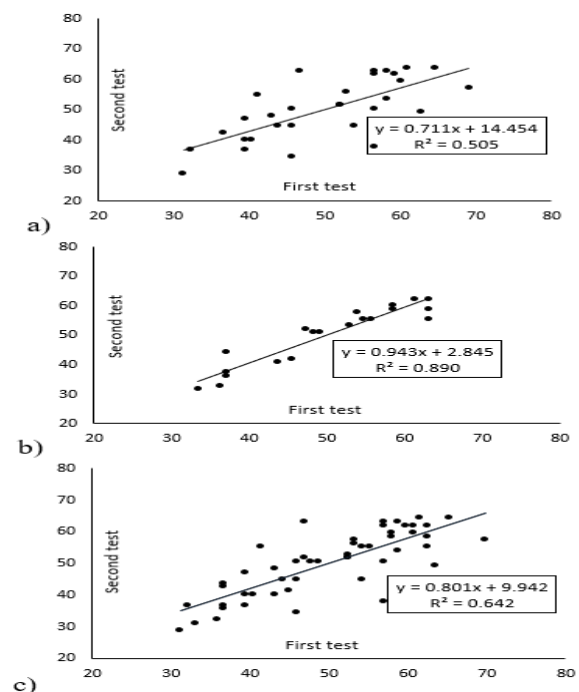 80
70
60
50
40
30
20
Second test
y = 0.711x + 14.454
R² = 0.505
First test
20 30 40 50 60 70 80
a)
80
70
60
50
40
30
20
Second test
y = 0.943x + 2.845
R² = 0.890
First test
20 30 40 50 60 70 80
b)
80
70
60
50
40
30
20
Second test
y = 0.801x + 9.942
R² = 0.642
First test
20 30 40 50 60 70 80
c)